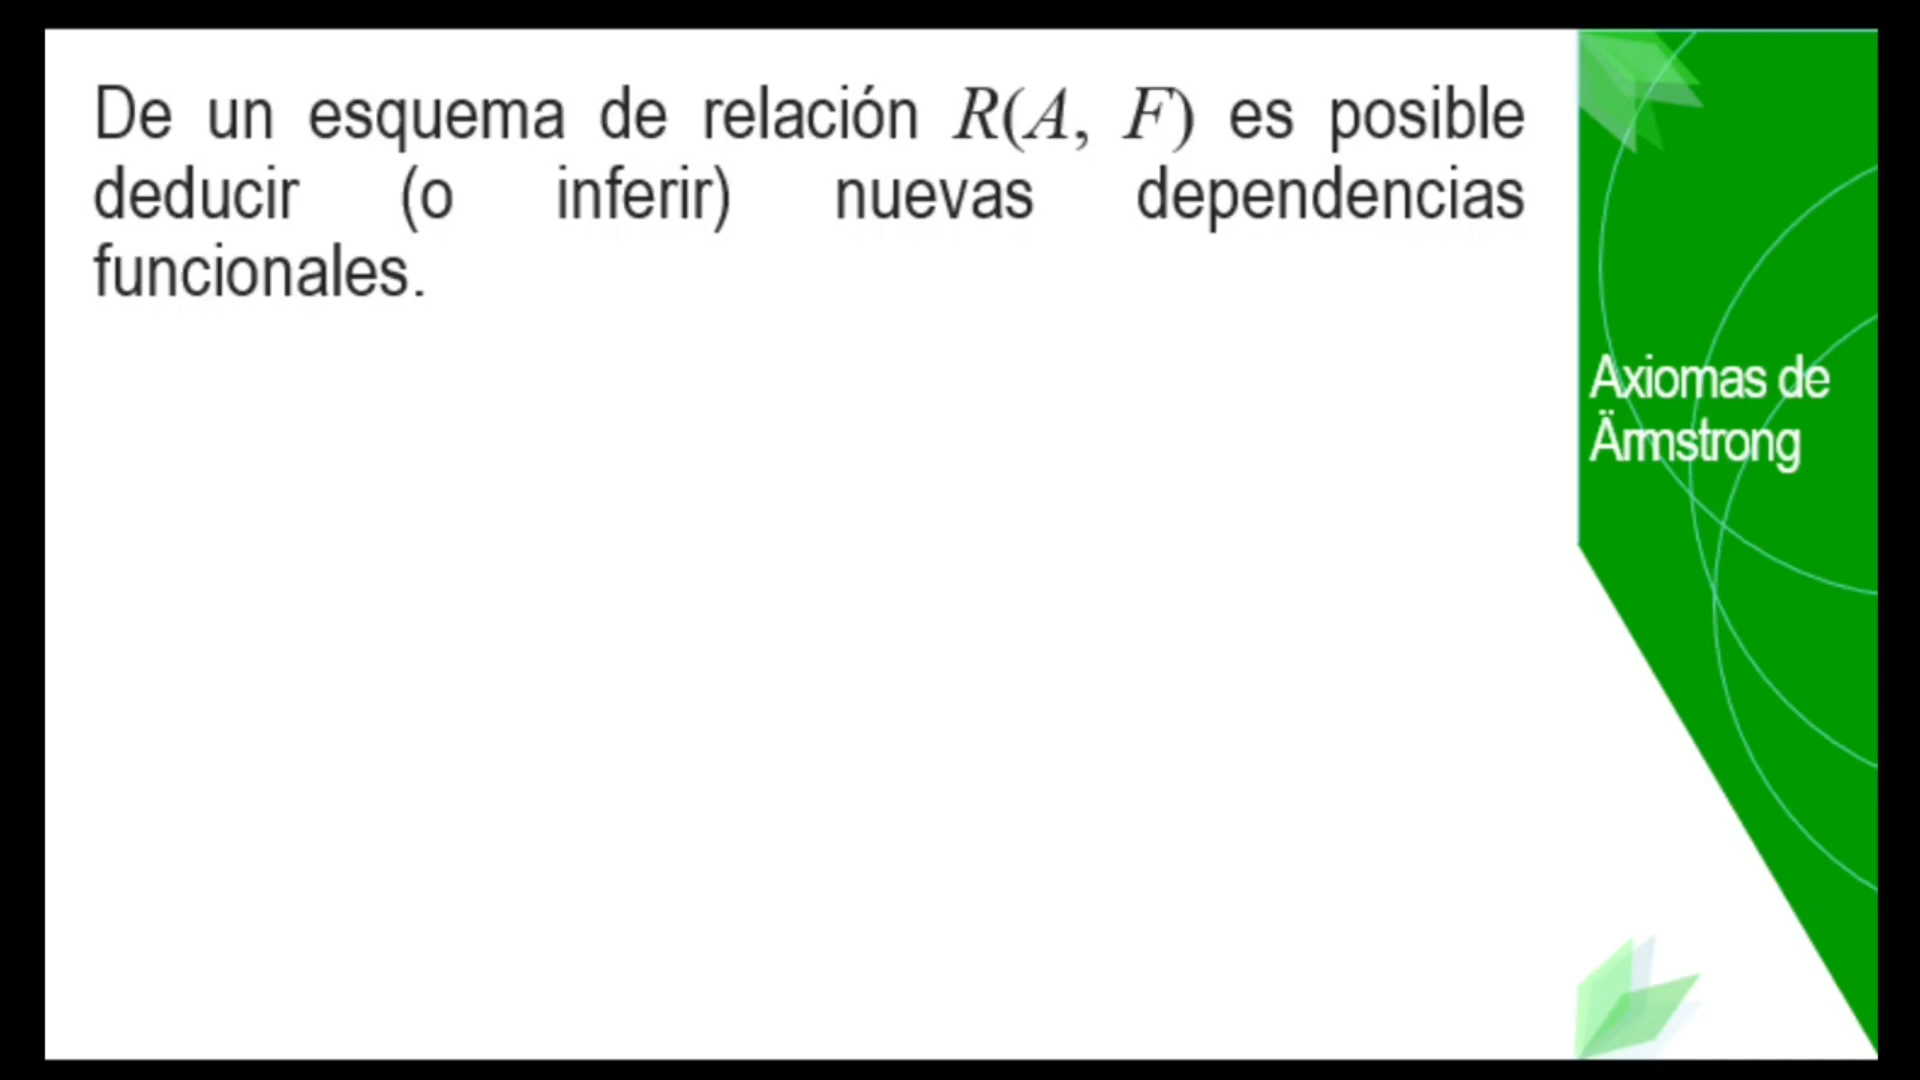 De un esquema de relación R(A, F) es posible
deducir (o inferir) nuevas dependencias
funcionales.
Axiomas de
Ärmstrong